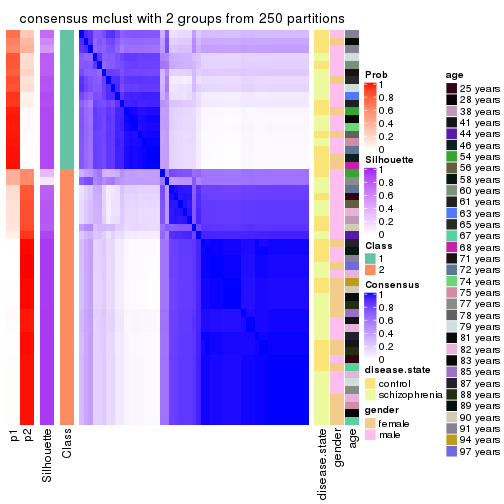 consensus mclust with 2 groups from 250 partitions
Prob
1
0.8
0.6
0.4
0.2
0
Silhouette
1
0.8
0.6
0.4
0.2
0
Class
1
2
Consensus
1
0.8
0.6
0.4
0.2
0
disease.state
control
schizophrenia
gender
female
male
age
25 years
28 years
38 years
41 years
44 years
46 years
54 years
56 years
58 years
60 years
61 years
63 years
65 years
67 years
68 years
71 years
72 years
74 years
75 years
77 years
78 years
79 years
81 years
82 years
83 years
85 years
87 years
88 years
89 years
90 years
91 years
94 years
97 years
p1
p2
Silhouette
Class
disease.state
gender
age